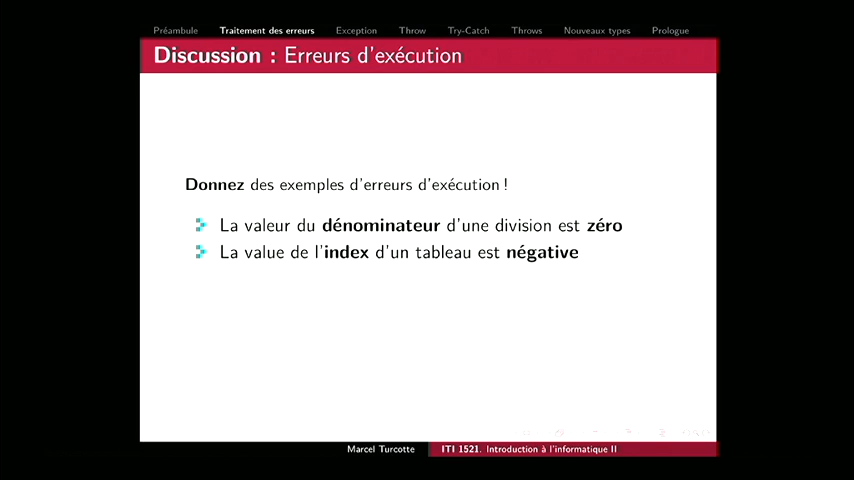 Préambule Traitement des erreurs Exception Throw Try-Catch Throws Nouveaux types Prologue
Discussion : Erreurs d'exécution
Donnez des exemples d'erreurs d'exécution !
La valeur du dénominateur d'une division est zéro
La value de l'index d'un tableau est négative
Marcel Turcotte ITI 1521. Introduction à l'informatique II